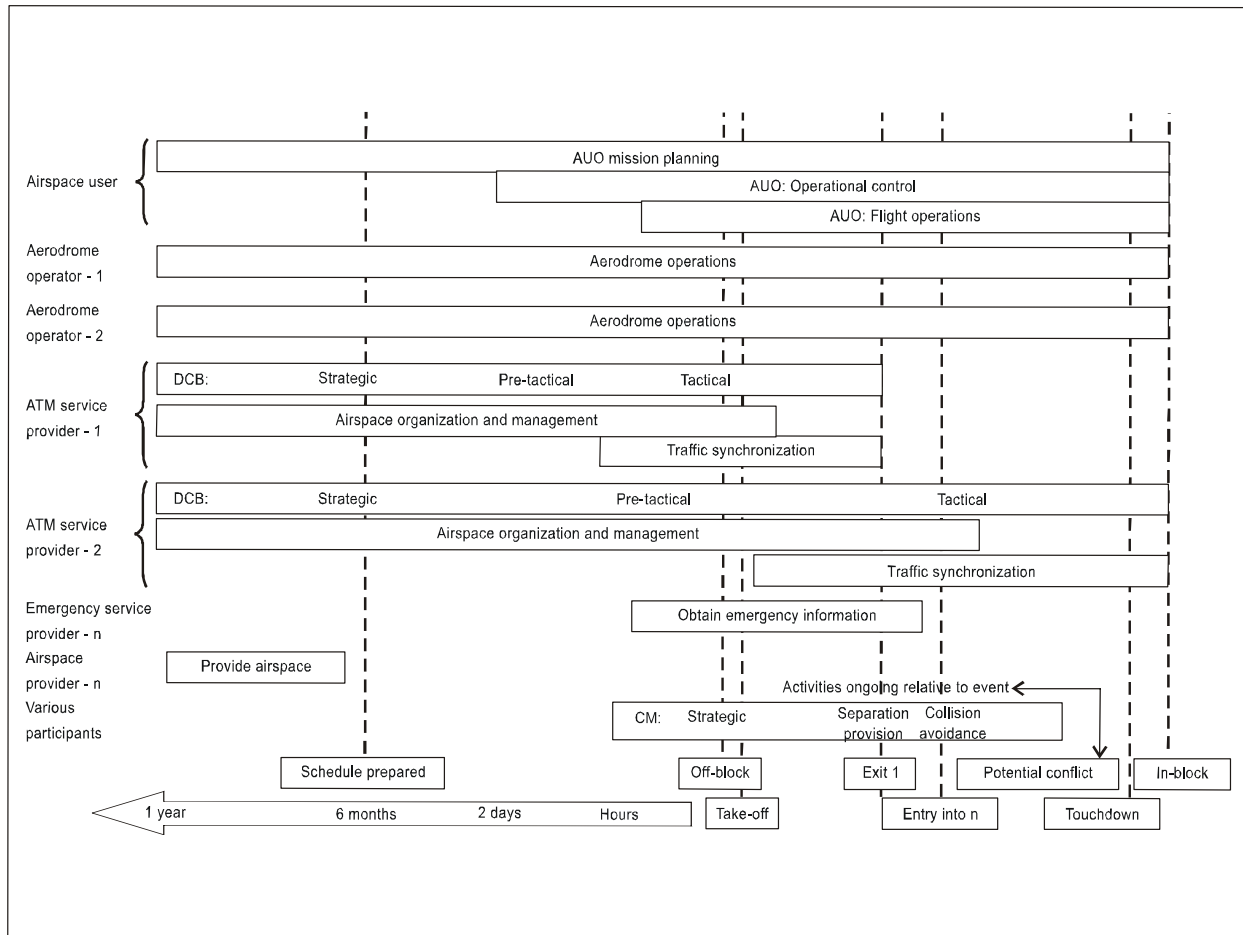 AUO mission planning
Airspace user
AUO: Operational control
AUO: Flight operations
Aerodrome
operator - 1
Aerodrome operations
Aerodrome
operator - 2
Aerodrome operations
ATM service
provider - 1
DCB: Strategic Pre-tactical Tactical
Airspace organization and management
Traffic synchronization
ATM service
provider - 2
DCB: Strategic Pre-tactical Tactical
Airspace organization and management
Traffic synchronization
Emergency service
provider - n
Obtain emergency information
Airspace
provider - n
Provide airspace
Activities ongoing relative to event
Various
participants
CM: Strategic
Separation
provision
Collision
avoidance
Schedule prepared
Off-block
Exit 1
Potential conflict
In-block
1 year 6 months 2 days Hours
Take-off
Entry into n
Touchdown